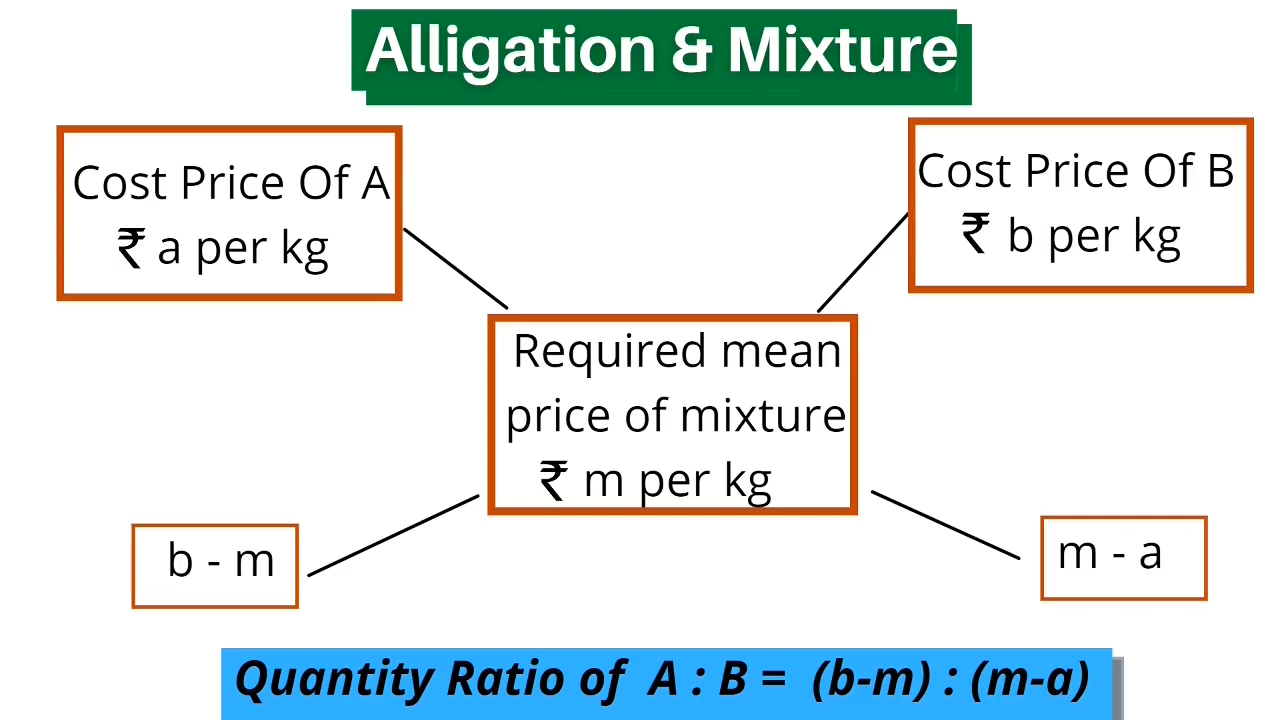 Alligation & Mixture
Cost Price Of A
₹ a per kg
Cost Price Of B
₹ b per kg
Required mean
price of mixture
₹ m per kg
b - m
m - a
Quantity Ratio of A : B = (b-m) : (m-a)